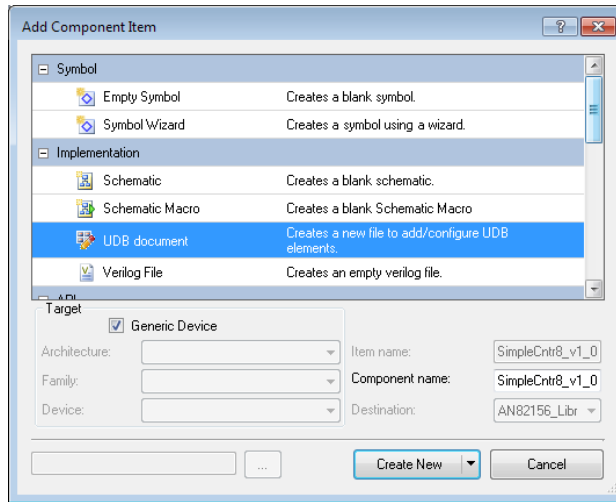 Add Component Item
Symbol
Empty Symbol Creates a blank symbol.
Symbol Wizard Creates a symbol using a wizard.
Implementation
Schematic Creates a blank schematic.
Schematic Macro Creates a blank Schematic Macro
UDB document Creates a new file to add/configure UDB
elements.
Verilog File Creates an empty verilog file.
API
Target
Generic Device
Architecture: Item name: SimpleCntr8_v1_0
Family: Component name: SimpleCntr8_v1_0
Device: Destination: AN82156_Libr
... Create New Cancel